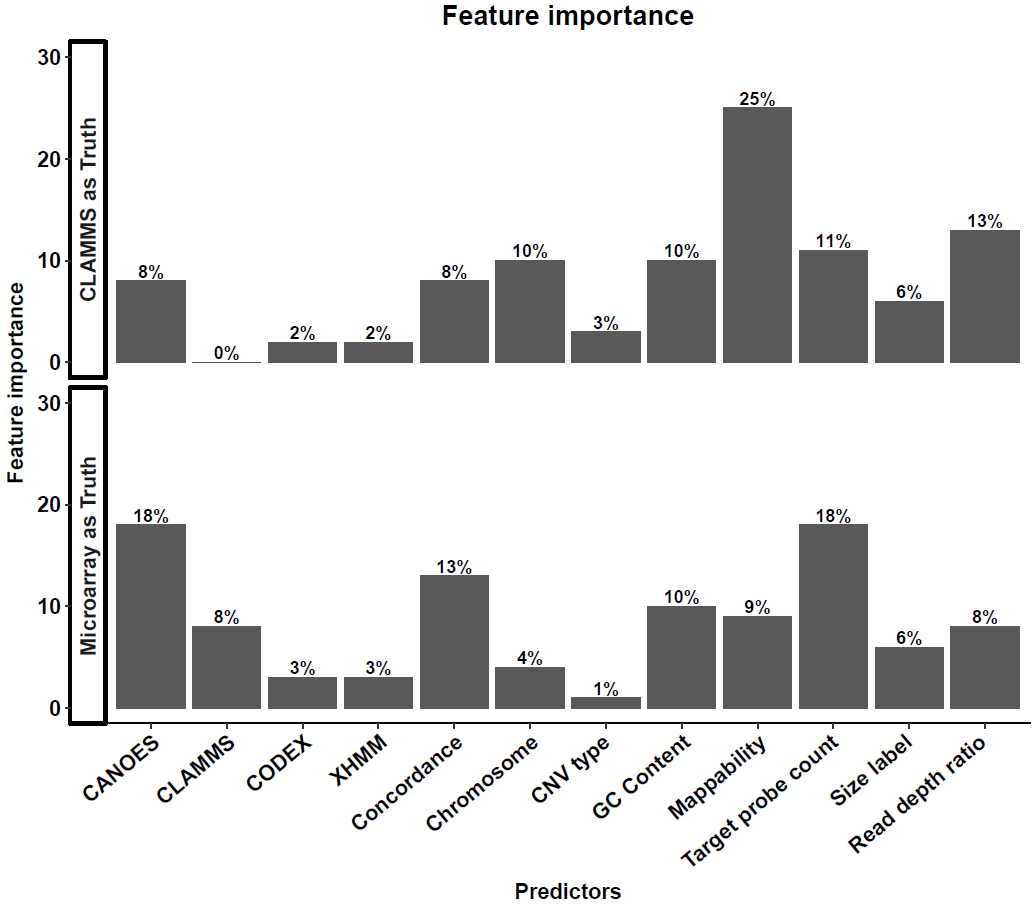 Feature importance
Feature importance
CLAMMS as Truth
30
20
10
0
8%
0%
2%
2%
8%
10%
3%
10%
25%
11%
6%
13%
Microarray as Truth
30
20
10
0
18%
8%
3%
3%
13%
4%
1%
10%
9%
18%
6%
8%
CANOES
CLAMMS
CODEX
XHMM
Concordance
Chromosome
CNV type
GC Content
Mappability
Target probe count
Size label
Read depth ratio
Predictors